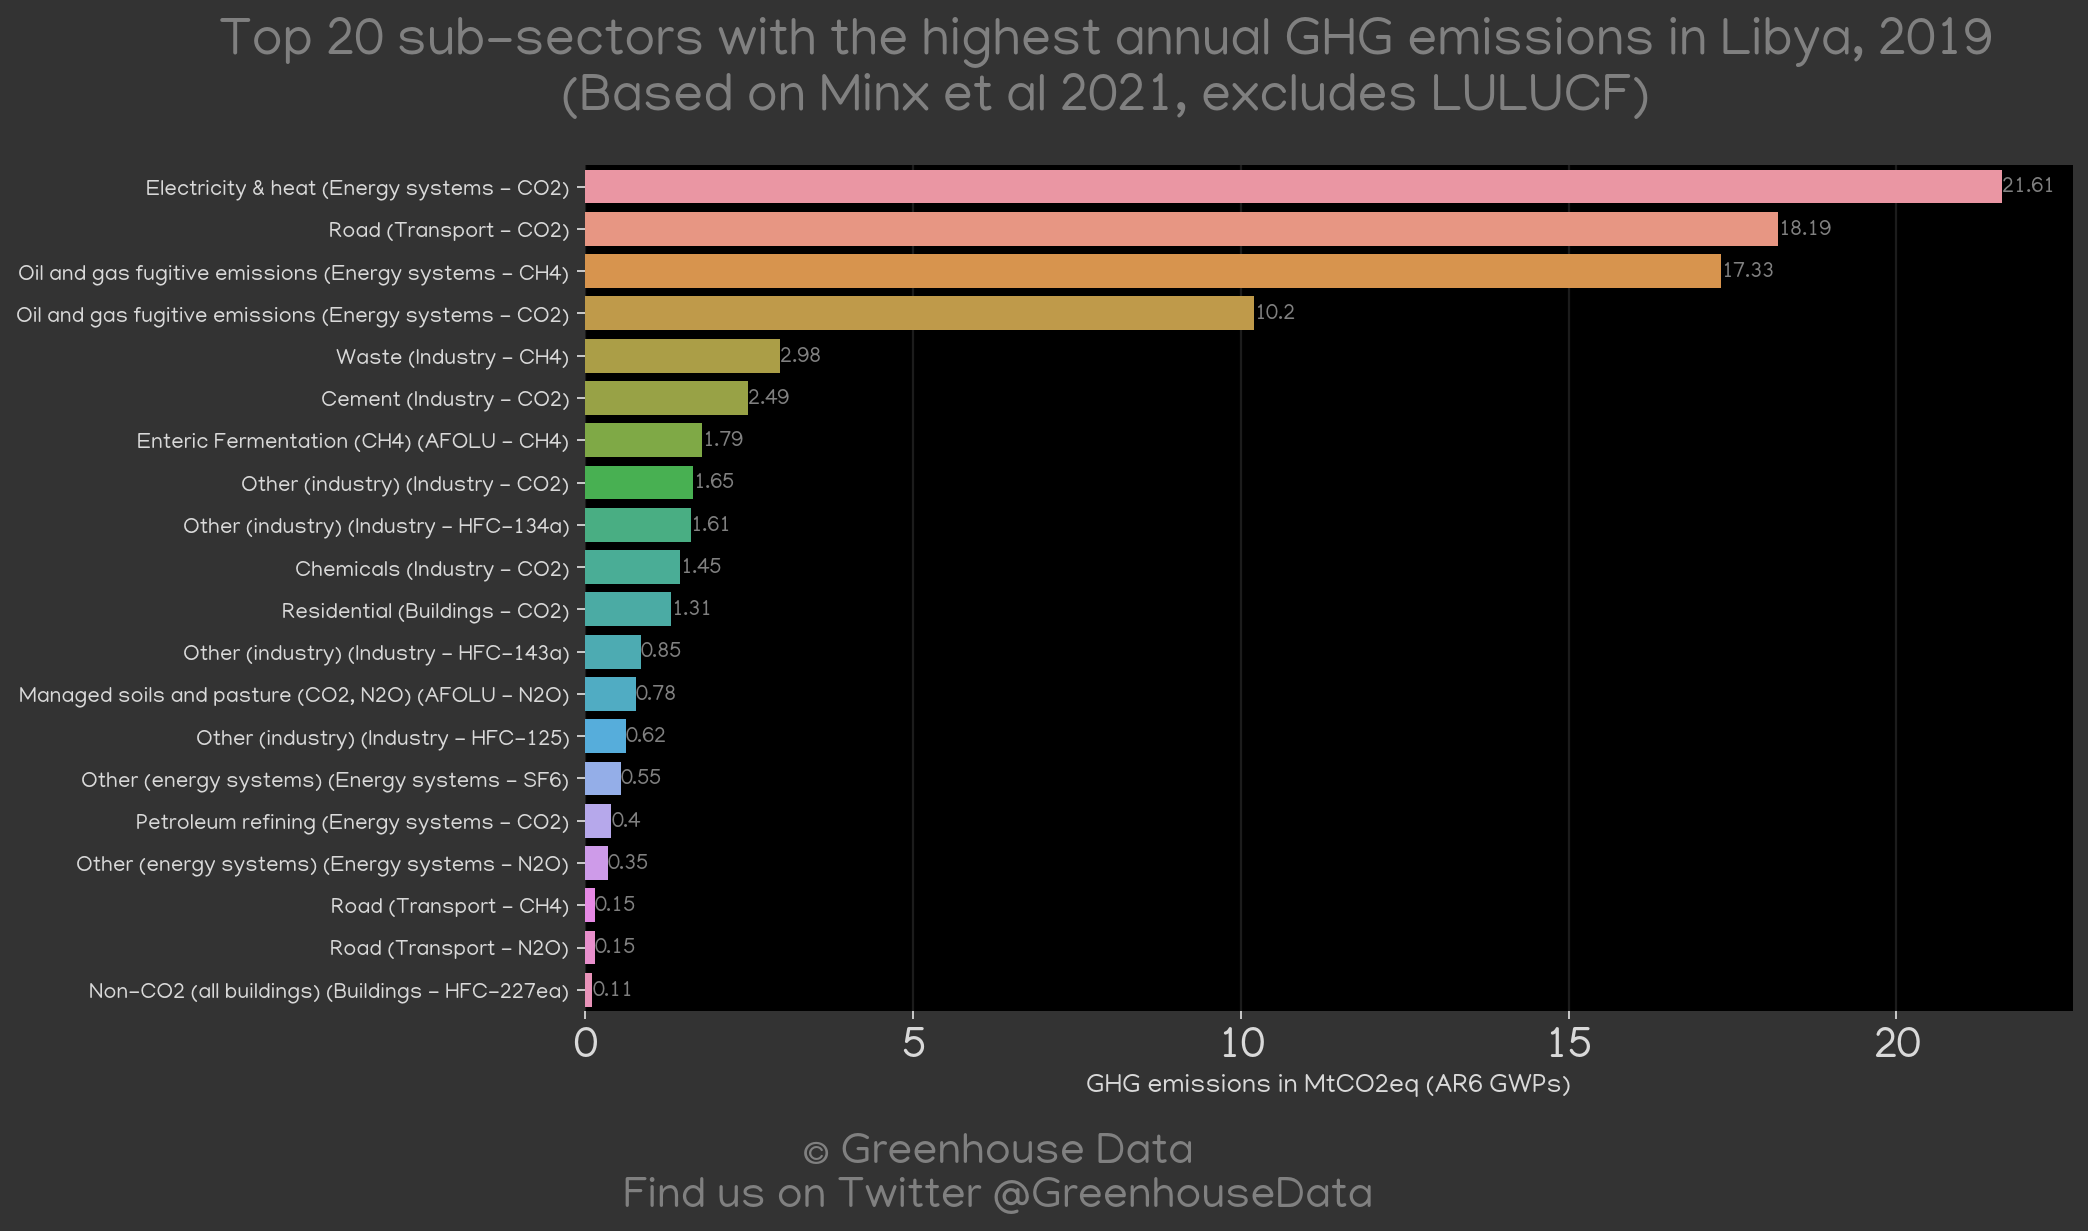 Top 20 sub-sectors with the highest annual GHG emissions in Libya, 2019
(Based on Minx et al 2021, excludes LULUCF)
Electricity & heat (Energy systems - CO2) 21.61
Road (Transport - CO2) 18.19
Oil and gas fugitive emissions (Energy systems - CH4) 17.33
Oil and gas fugitive emissions (Energy systems - CO2) 10.2
Waste (Industry - CH4) 2.98
Cement (Industry - CO2) 2.49
Enteric Fermentation (CH4) (AFOLU - CH4) 1.79
Other (industry) (Industry - CO2) 1.65
Other (industry) (Industry - HFC-134a) 1.61
Chemicals (Industry - CO2) 1.45
Residential (Buildings - CO2) 1.31
Other (industry) (Industry - HFC-143a) 0.85
Managed soils and pasture (CO2, N2O) (AFOLU - N2O) 0.78
Other (industry) (Industry - HFC-125) 0.62
Other (energy systems) (Energy systems - SF6) 0.55
Petroleum refining (Energy systems - CO2) 0.4
Other (energy systems) (Energy systems - N2O) 0.35
Road (Transport - CH4) 0.15
Road (Transport - N2O) 0.15
Non-CO2 (all buildings) (Buildings - HFC-227ea) 0.11
0 5 10 15 20
GHG emissions in MtCO2eq (AR6 GWPs)
© Greenhouse Data
Find us on Twitter @GreenhouseData